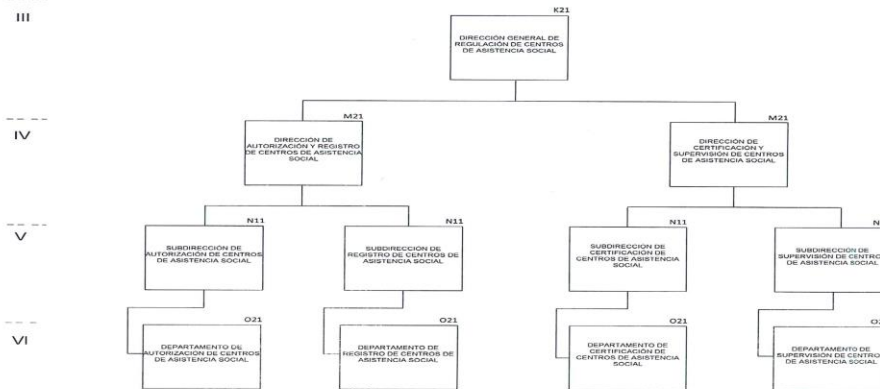 III
K21
DIRECCIÓN GENERAL DE
REGULACIÓN DE CENTROS
DE ASISTENCIA SOCIAL
IV
M21
DIRECCIÓN DE
AUTORIZACIÓN Y REGISTRO
DE CENTROS DE ASISTENCIA
SOCIAL
M21
DIRECCIÓN DE
CERTIFICACIÓN Y
SUPERVISIÓN DE CENTROS
DE ASISTENCIA SOCIAL
V
N11
SUBDIRECCIÓN DE
AUTORIZACIÓN DE CENTROS
DE ASISTENCIA SOCIAL
N11
SUBDIRECCIÓN DE
REGISTRO DE CENTROS DE
ASISTENCIA SOCIAL
N11
SUBDIRECCIÓN DE
CERTIFICACIÓN DE
CENTROS DE ASISTENCIA
SOCIAL
SUBDIRECCIÓN DE
SUPERVISIÓN DE CENTRO
DE ASISTENCIA SOCIAL
VI
O21
DEPARTAMENTO DE
AUTORIZACIÓN DE CENTROS
DE ASISTENCIA SOCIAL
O21
DEPARTAMENTO DE
REGISTRO DE CENTROS DE
ASISTENCIA SOCIAL
O21
DEPARTAMENTO DE
CERTIFICACIÓN DE
CENTROS DE ASISTENCIA
SOCIAL
DEPARTAMENTO DE
SUPERVISIÓN DE CENTRO
DE ASISTENCIA SOCIAL